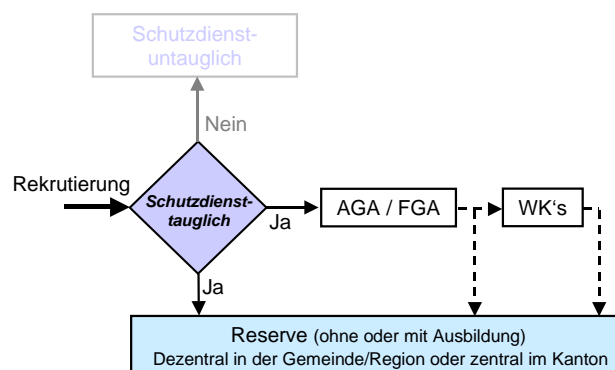 Schutzdienst-
untauglich
Nein
Rekrutierung
Schutzdienst-
tauglich
Ja
AGA / FGA
WK‘s
Ja
Reserve (ohne oder mit Ausbildung)
Dezentral in der Gemeinde/Region oder zentral im Kanton